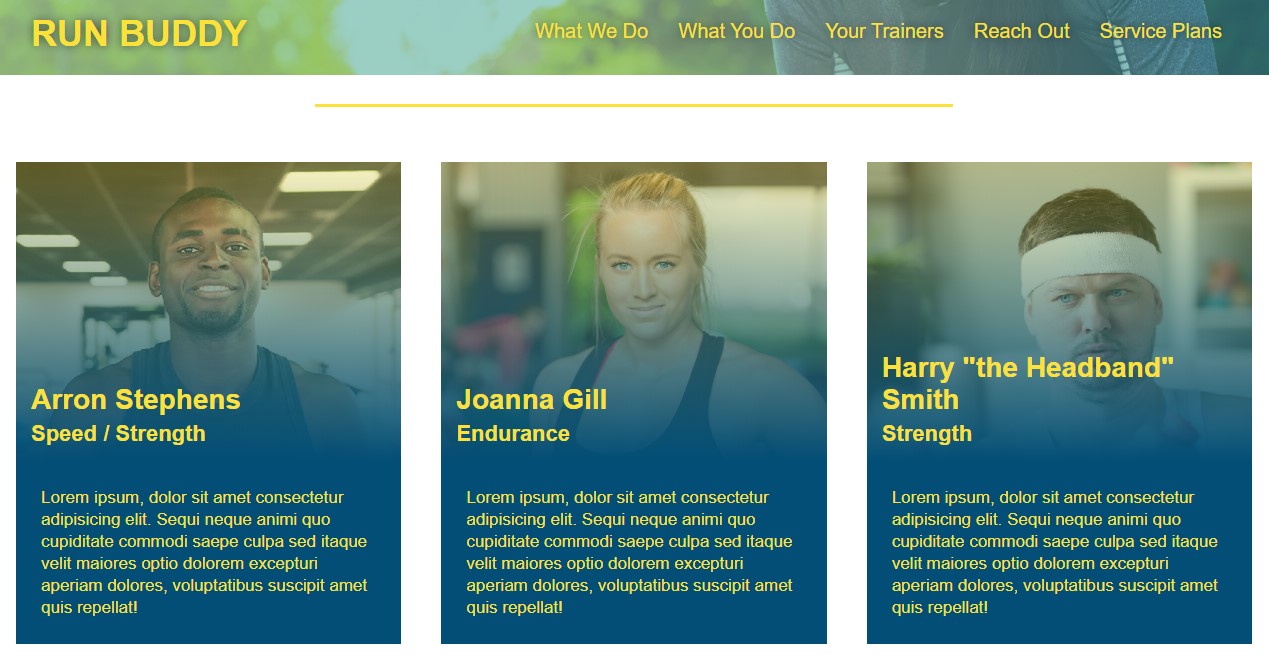 RUN BUDDY
What We Do What You Do Your Trainers Reach Out Service Plans
Arron Stephens
Speed / Strength
Lorem ipsum, dolor sit amet consectetur
adipisicing elit. Sequi neque animi quo
cupiditate commodi saepe culpa sed itaque
velit maiores optio dolorem excepturi
aperiam dolores, voluptatibus suscipit amet
quis repellat!
Joanna Gill
Endurance
Lorem ipsum, dolor sit amet consectetur
adipisicing elit. Sequi neque animi quo
cupiditate commodi saepe culpa sed itaque
velit maiores optio dolorem excepturi
aperiam dolores, voluptatibus suscipit amet
quis repellat!
Harry "the Headband"
Smith
Strength
Lorem ipsum, dolor sit amet consectetur
adipisicing elit. Sequi neque animi quo
cupiditate commodi saepe culpa sed itaque
velit maiores optio dolorem excepturi
aperiam dolores, voluptatibus suscipit amet
quis repellat!